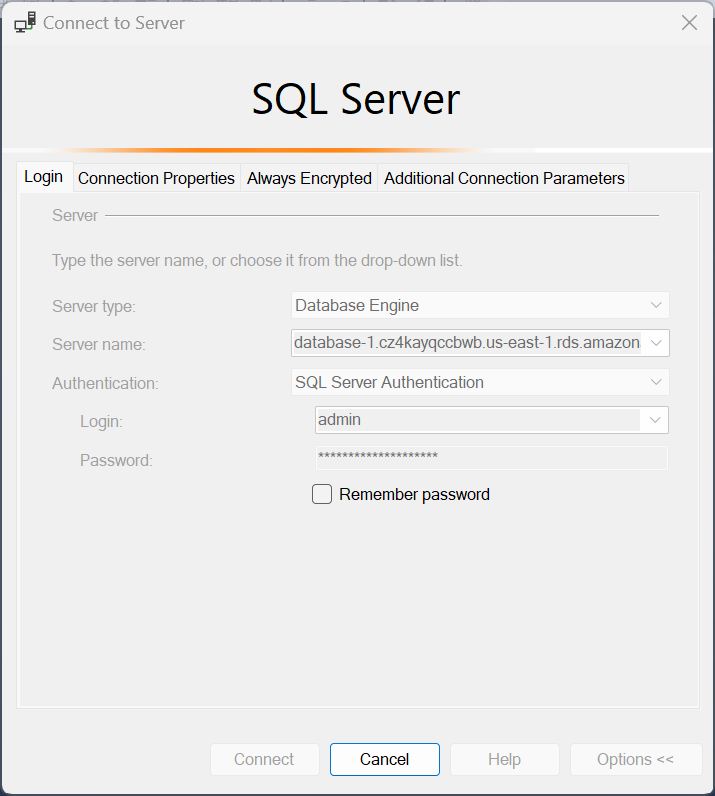 Connect to Server
SQL Server
Login Connection Properties Always Encrypted Additional Connection Parameters
Server
Type the server name, or choose it from the drop-down list.
Server type: Database Engine
Server name: database-1.cz4kayqccbwb.us-east-1.rds.amazon
Authentication: SQL Server Authentication
Login: admin
Password: ********************
Remember password
Connect Cancel Help Options <<